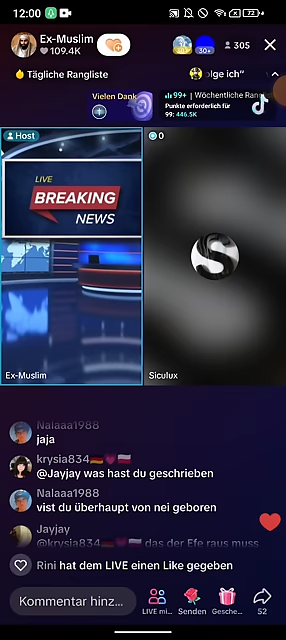 12:00
72
Ex-Muslim
109.4K
30+
305
Tägliche Rangliste
olge ich"
Vielen Dank
99+ | Wöchentliche Ran
Punkte erforderlich für
99: 446.5K
Host
0
LIVE
BREAKING
NEWS
S
Ex-Muslim
Siculux
Nalaaa1988
jaja
krysia834
@Jayjay was hast du geschrieben
Nalaaa1988
vist du überhaupt von nei geboren
Jayjay
@krysia834 das der Efe raus muss
Rini hat dem LIVE einen Like gegeben
Kommentar hinz...
LIVE mi...
Senden
Gesche...
52